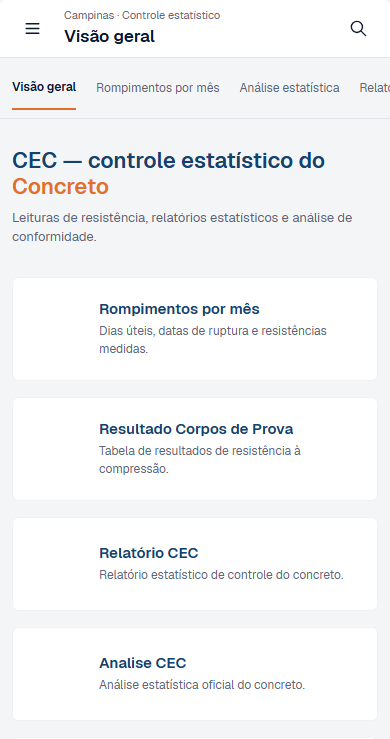 Campinas · Controle estatístico
Visão geral
Visão geral Rompimentos por mês Análise estatística
CEC — controle estatístico do
Concreto
Leituras de resistência, relatórios estatísticos e análise de
conformidade.
Rompimentos por mês
Dias úteis, datas de ruptura e resistências
medidas.
Resultado Corpos de Prova
Tabela de resultados de resistência à
compressão.
Relatório CEC
Relatório estatístico de controle do concreto.
Analise CEC
Análise estatística oficial do concreto.